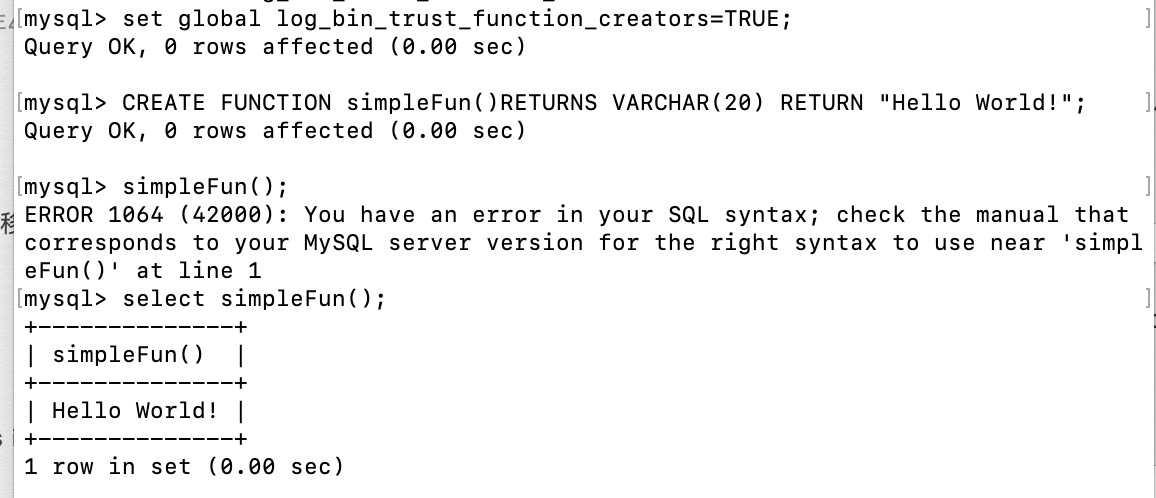 mysql> set global log_bin_trust_function_creators=TRUE;
Query OK, 0 rows affected (0.00 sec)
mysql> CREATE FUNCTION simpleFun()RETURNS VARCHAR(20) RETURN "Hello World!";
Query OK, 0 rows affected (0.00 sec)
mysql> simpleFun();
ERROR 1064 (42000): You have an error in your SQL syntax; check the manual that
corresponds to your MySQL server version for the right syntax to use near 'simpl
eFun()' at line 1
mysql> select simpleFun();
+--------------+
| simpleFun()  |
+--------------+
| Hello World! |
+--------------+
1 row in set (0.00 sec)